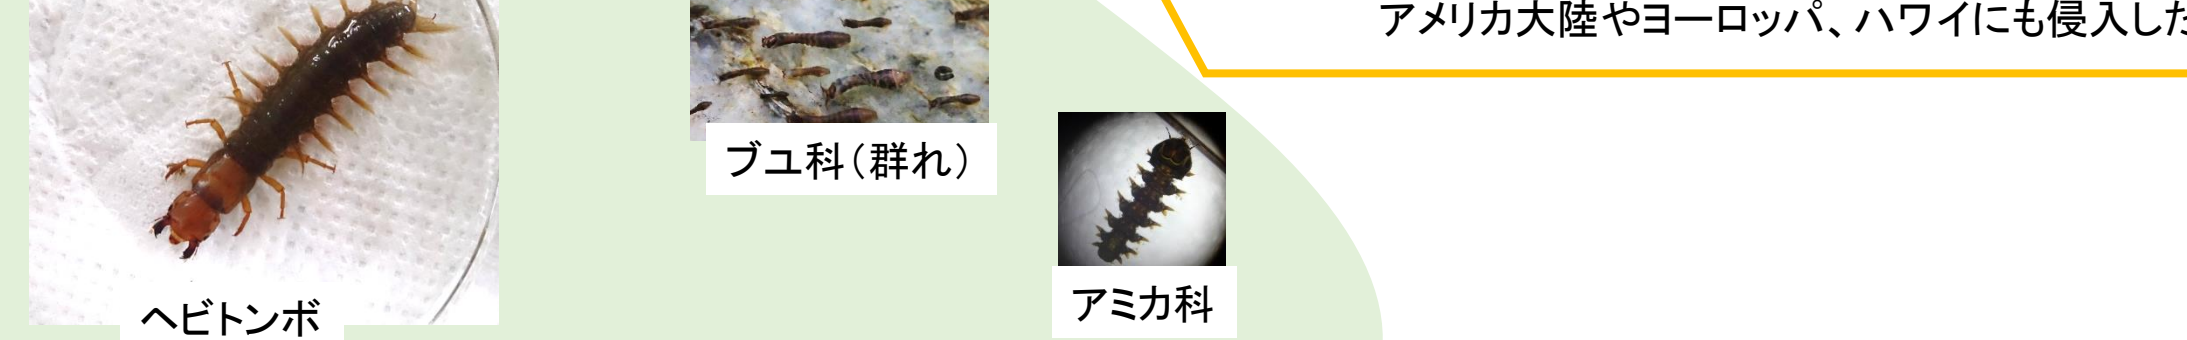 アメリカ大陸やヨーロッパ、ハワイにも侵入した
ブユ科（群れ）
アミカ科
ヘビトンボ